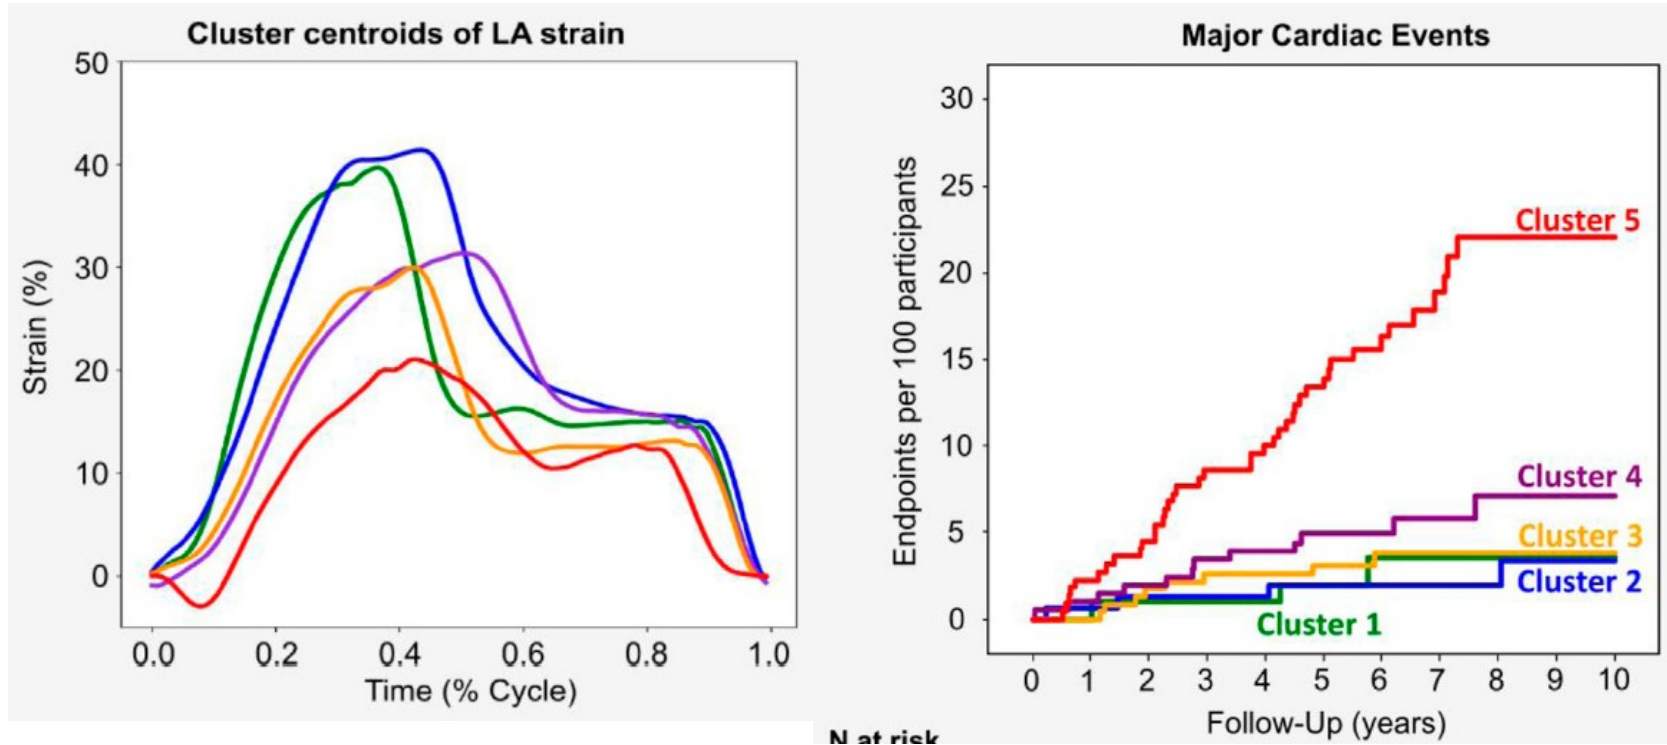 Cluster centroids of LA strain
50
40
30
20
10
0
Strain (%)
0.0 0.2 0.4 0.6 0.8 1.0
Time (% Cycle)
Major Cardiac Events
30
25
20
15
10
5
0
Endpoints per 100 participants
Cluster 5
Cluster 4
Cluster 3
Cluster 2
Cluster 1
0 1 2 3 4 5 6 7 8 9 10
Follow-Up (years)
N at risk